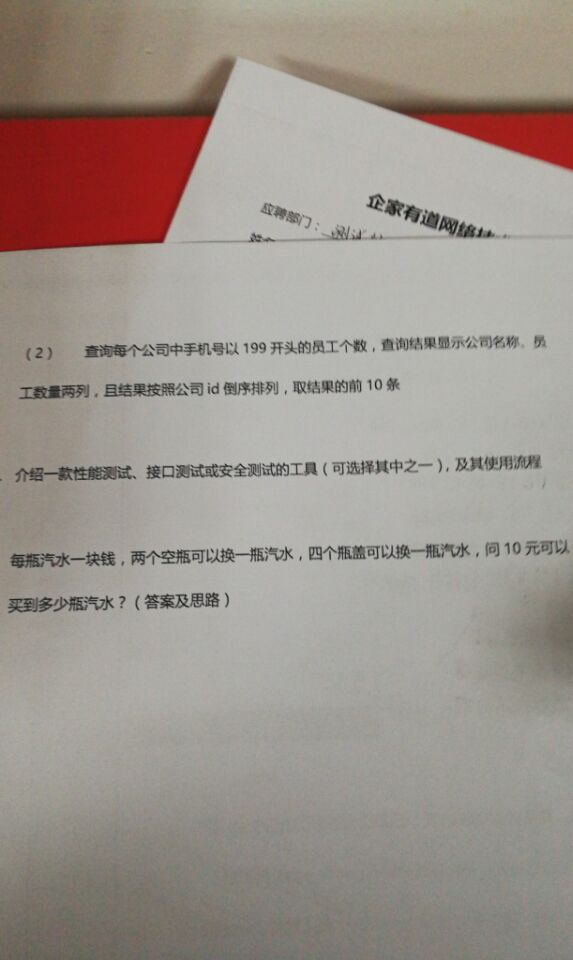 企家有道网络技
应聘部门：测试
（2） 查询每个公司中手机号以 199 开头的员工个数，查询结果显示公司名称、员
工数量两列，且结果按照公司 id 倒序排列，取结果的前 10 条
介绍一款性能测试、接口测试或安全测试的工具（可选择其中之一），及其使用流程
每瓶汽水一块钱，两个空瓶可以换一瓶汽水，四个瓶盖可以换一瓶汽水，问 10 元可以
买到多少瓶汽水？（答案及思路）